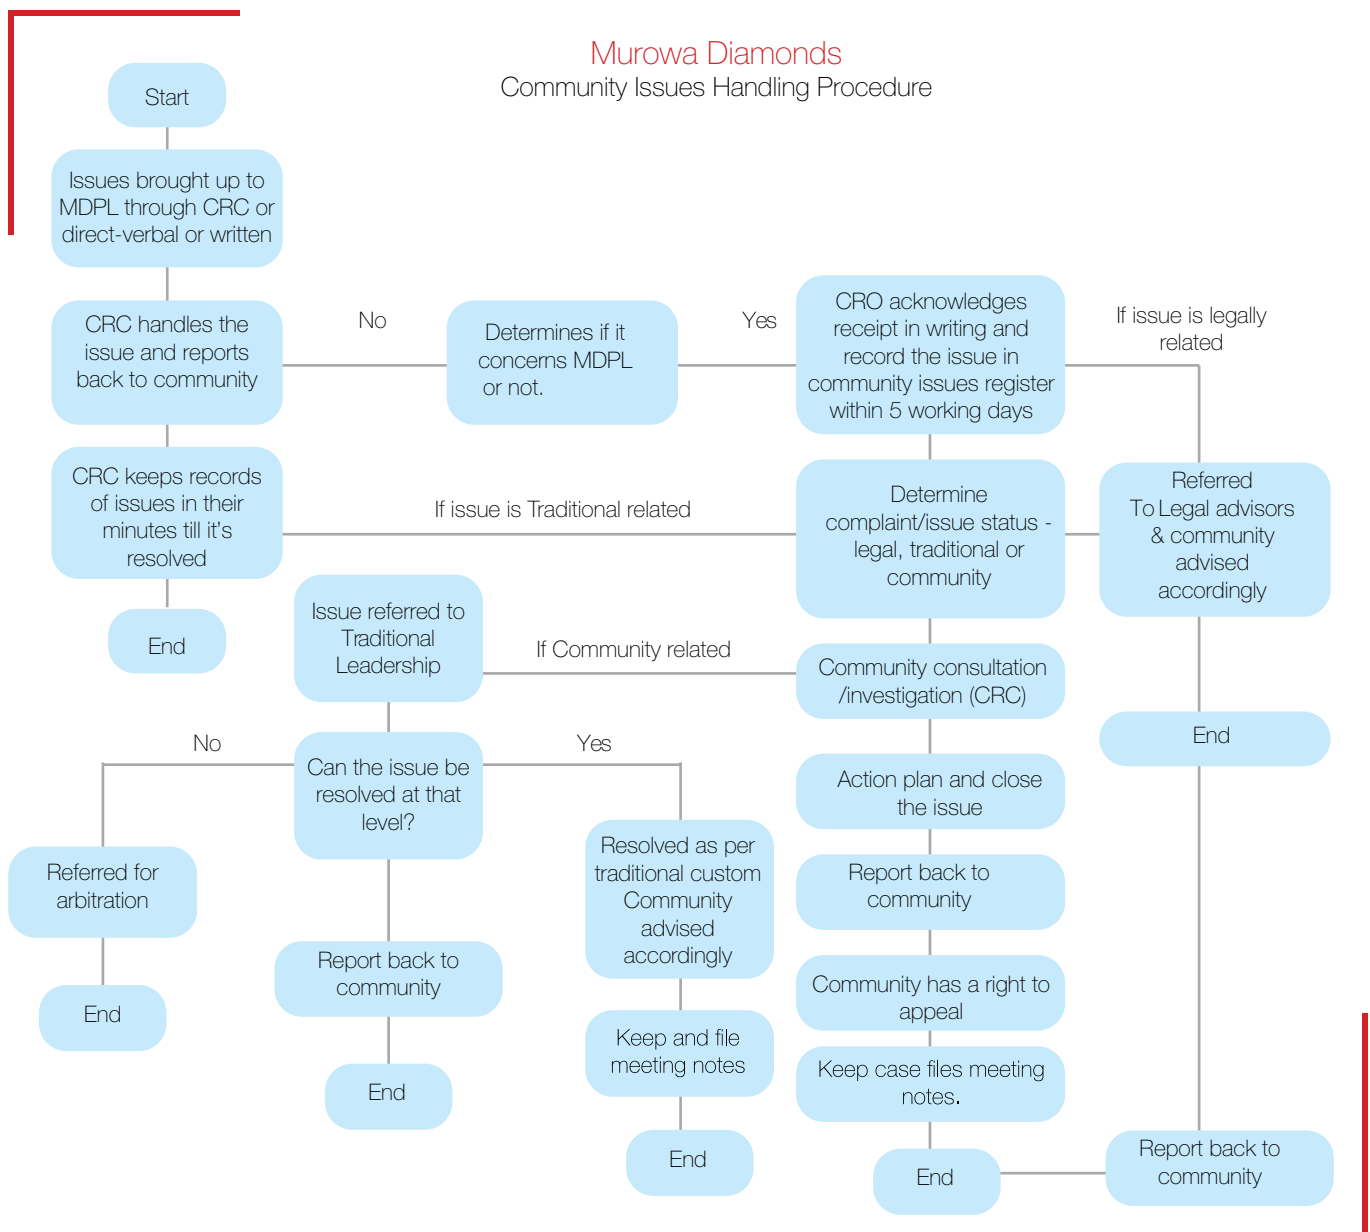 Murowa Diamonds
Community Issues Handling Procedure
Start
Issues brought up to
MDPL through CRC or
direct-verbal or written
CRC handles the
issue and reports
back to community
No
Determines if it
concerns MDPL
or not.
Yes
CRO acknowledges
receipt in writing and
record the issue in
community issues register
within 5 working days
If issue is legally
related
CRC keeps records
of issues in their
minutes till it's
resolved
If issue is Traditional related
Determine
complaint/issue status -
legal, traditional or
community
Referred
To Legal advisors
& community
advised
accordingly
End
Issue referred to
Traditional
Leadership
If Community related
Community consultation
/investigation (CRC)
End
No
Can the issue be
resolved at that
level?
Yes
Action plan and close
the issue
Referred for
arbitration
Resolved as per
traditional custom
Community
advised
accordingly
Report back to
community
Report back to
community
Community has a right to
appeal
End
Keep and file
meeting notes
Keep case files meeting
notes.
End
End
End
Report back to
community